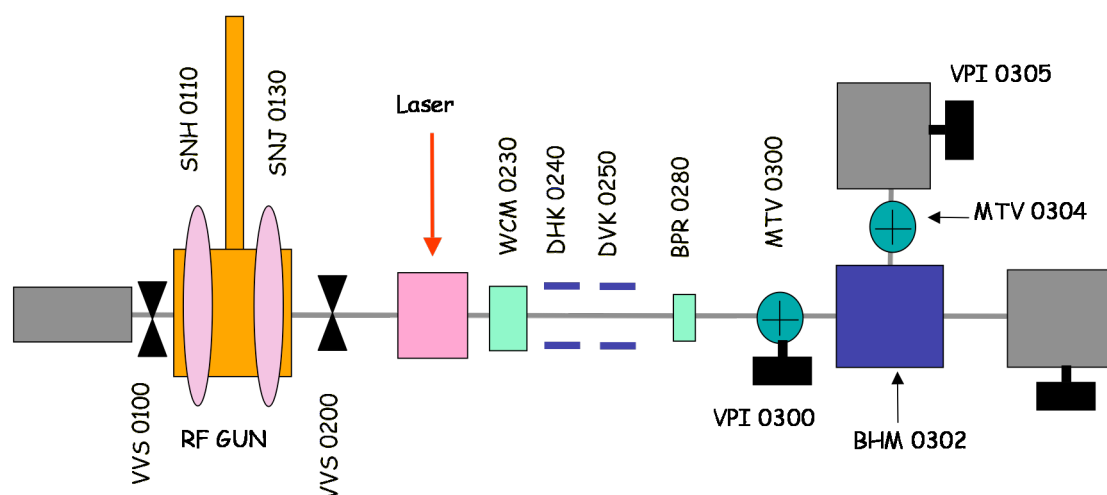 SNH 0110
SNJ 0130
Laser
WCM 0230
DHK 0240
DVK 0250
BPR 0280
MTV 0300
VPI 0305
MTV 0304
VVS 0100
RF GUN
VVS 0200
VPI 0300
BHM 0302